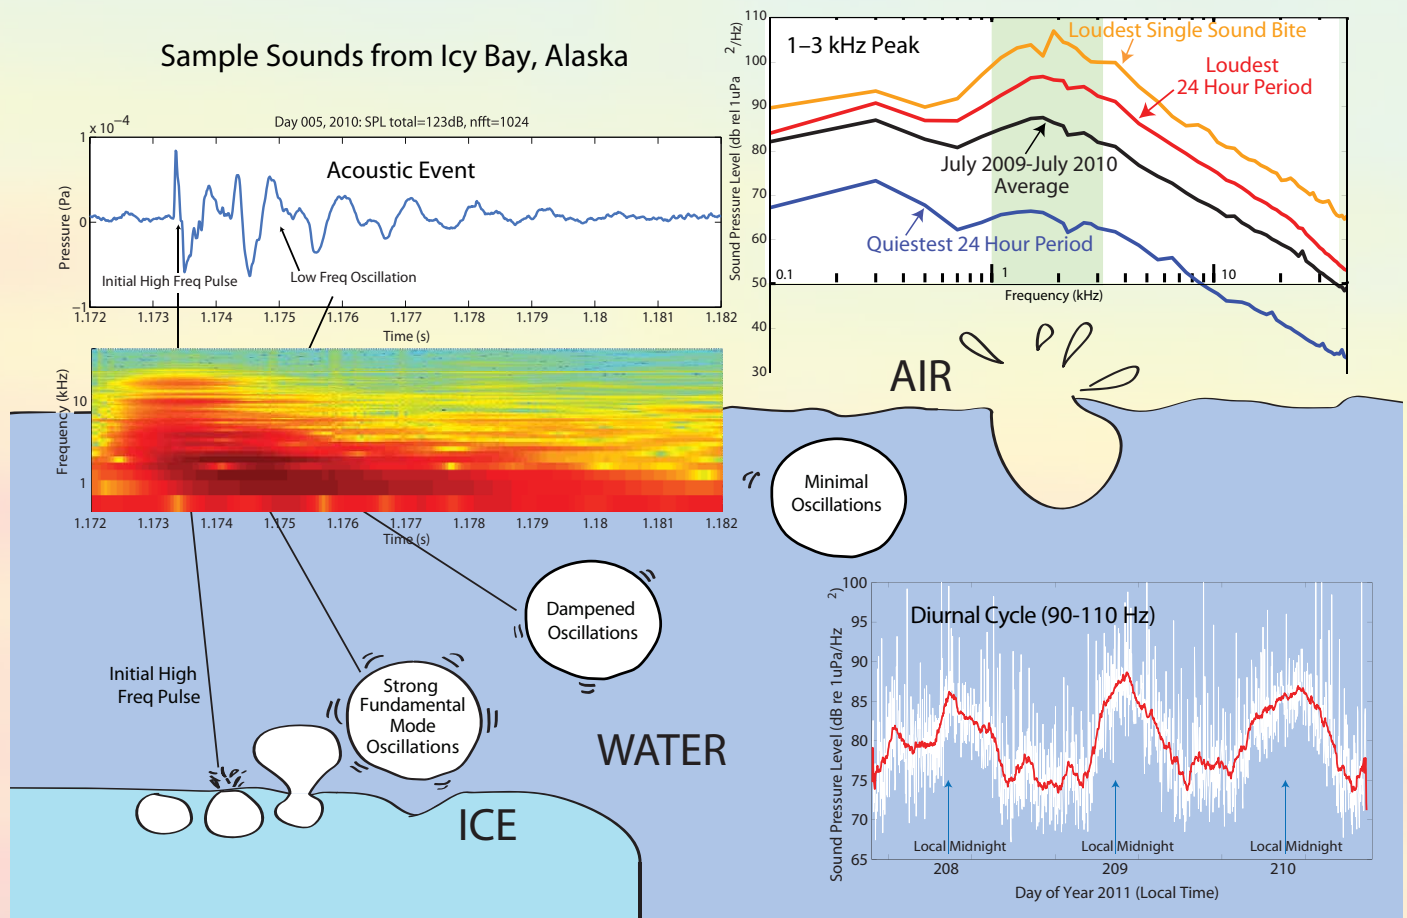 Sample Sounds from Icy Bay, Alaska
Day 005, 2010: SPL total=123dB, nfft=1024
1 x 10⁻⁴
Acoustic Event
Pressure (Pa)
0
−1
Initial High Freq Pulse
Low Freq Oscillation
1.172 1.173 1.174 1.175 1.176 1.177 1.178 1.179 1.18 1.181 1.182
Time (s)
Frequency (kHz)
10
1
1.172 1.173 1.174 1.175 1.176 1.177 1.178 1.179 1.18 1.181 1.182
Time (s)
110
100
90
80
70
60
50
40
30
Sound Pressure Level (db rel 1uPa ²/Hz)
1–3 kHz Peak
Loudest Single Sound Bite
Loudest
24 Hour Period
July 2009-July 2010
Average
Quiestest 24 Hour Period
0.1 1 10
Frequency (kHz)
AIR
Minimal
Oscillations
Dampened
Oscillations
Strong
Fundamental
Mode
Oscillations
Initial High
Freq Pulse
WATER
ICE
Diurnal Cycle (90-110 Hz)
100
95
90
85
80
75
70
65
Sound Pressure Level (dB re 1uPa/Hz ²)
Local Midnight Local Midnight Local Midnight
208 209 210
Day of Year 2011 (Local Time)